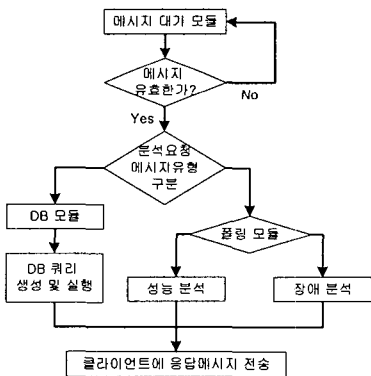 메시지 대기 모듈
메시지
유효한가?
No
Yes
분석요청
메시지유형
구분
DB 모듈
폴링 모듈
DB 쿼리
생성 및 실행
성능 분석
장애 분석
클라이언트에 응답메시지 전송